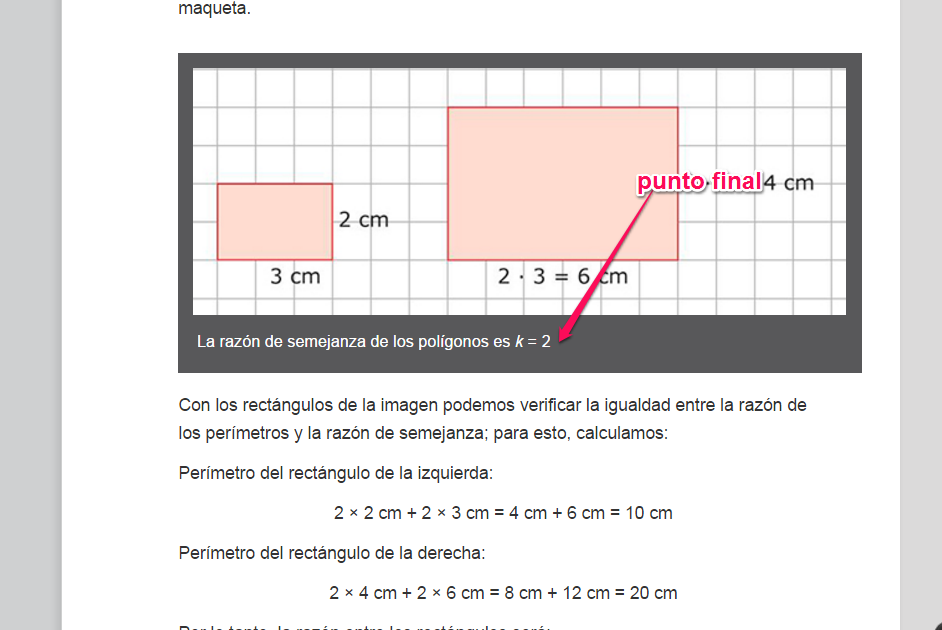 maqueta.
punto final 4 cm
2 cm
3 cm
2 · 3 = 6 cm
La razón de semejanza de los polígonos es k = 2
Con los rectángulos de la imagen podemos verificar la igualdad entre la razón de
los perímetros y la razón de semejanza; para esto, calculamos:
Perímetro del rectángulo de la izquierda:
2 × 2 cm + 2 × 3 cm = 4 cm + 6 cm = 10 cm
Perímetro del rectángulo de la derecha:
2 × 4 cm + 2 × 6 cm = 8 cm + 12 cm = 20 cm